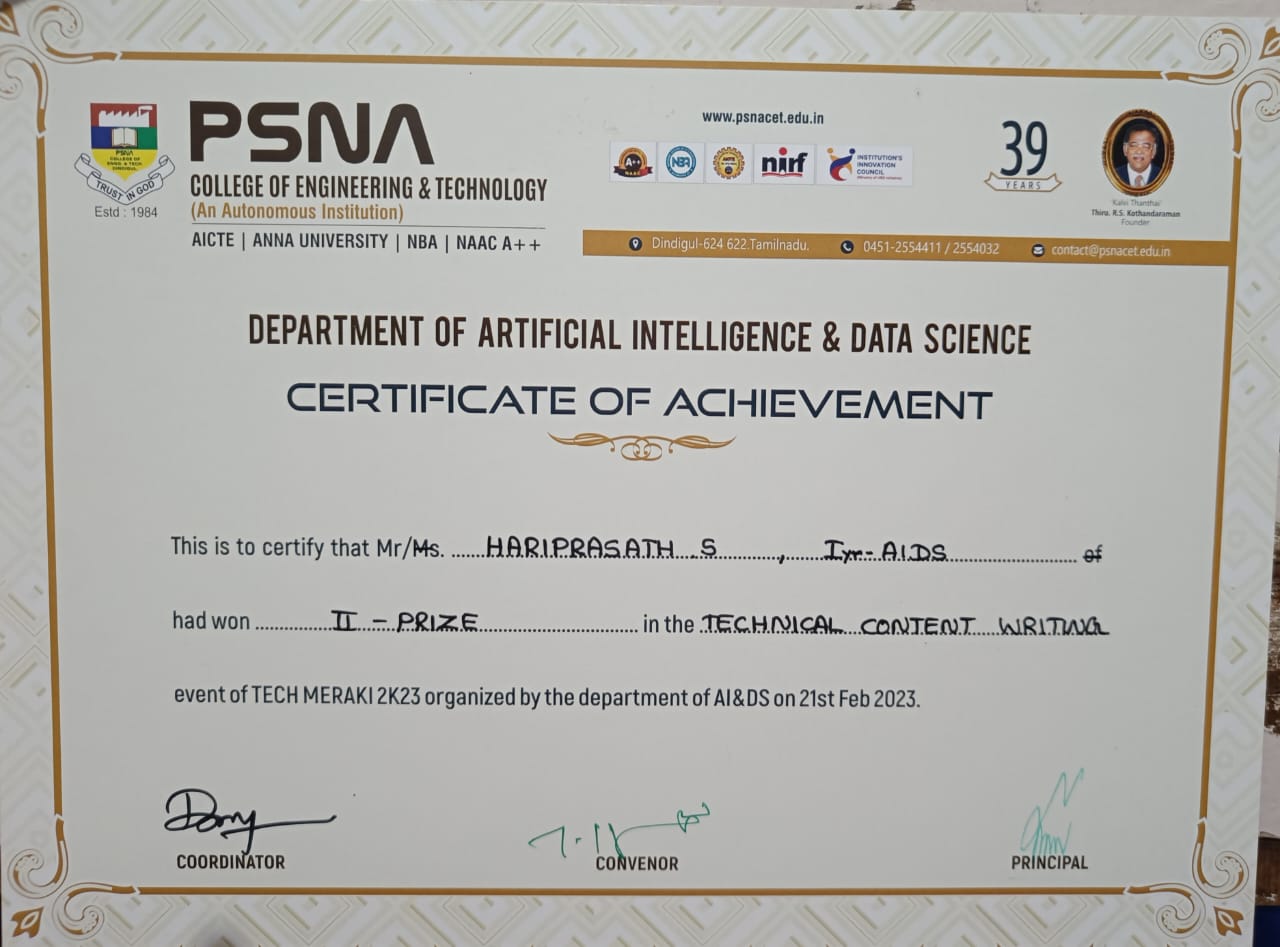 PSNA
COLLEGE OF
ENGG. & TECH.
DINDIGUL
TRUST IN GOD
Estd : 1984
PSNA
COLLEGE OF ENGINEERING & TECHNOLOGY
(An Autonomous Institution)
AICTE | ANNA UNIVERSITY | NBA | NAAC A++
www.psnacet.edu.in
A++
NAAC
NBA
AICTE
nirf
INSTITUTION'S
INNOVATION
COUNCIL
39
YEARS
'Kalvi Thanthai'
Thiru. R.S. Kothandaraman
Founder
Dindigul-624 622.Tamilnadu. 0451-2554411 / 2554032 contact@psnacet.edu.in
DEPARTMENT OF ARTIFICIAL INTELLIGENCE & DATA SCIENCE
CERTIFICATE OF ACHIEVEMENT
This is to certify that Mr/Ms. HARIPRASATH S , I yr - AIDS of
had won II - PRIZE in the TECHNICAL CONTENT WRITING
event of TECH MERAKI 2K23 organized by the department of AI&DS on 21st Feb 2023.
COORDINATOR
CONVENOR
PRINCIPAL